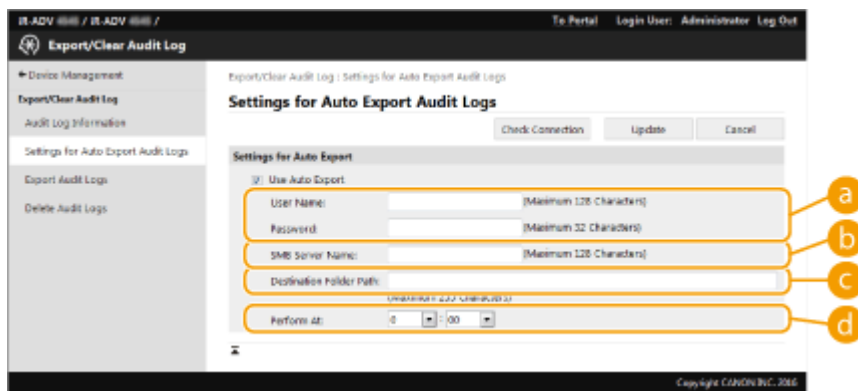 iR-ADV / iR-ADV / To Portal Login User: Administrator Log Out
Export/Clear Audit Log
Device Management
Export/Clear Audit Log : Settings for Auto Export Audit Logs
Export/Clear Audit Log
Settings for Auto Export Audit Logs
Audit Log Information
Check Connection Update Cancel
Settings for Auto Export Audit Logs
Settings for Auto Export
Export Audit Logs
Use Auto Export
Delete Audit Logs
User Name: (Maximum 128 Characters)
a
Password: (Maximum 32 Characters)
SMB Server Name: (Maximum 128 Characters)
b
Destination Folder Path:
c
(Maximum 255 Characters)
Perform At: 0 : 00
d
Copyright CANON INC. 2016